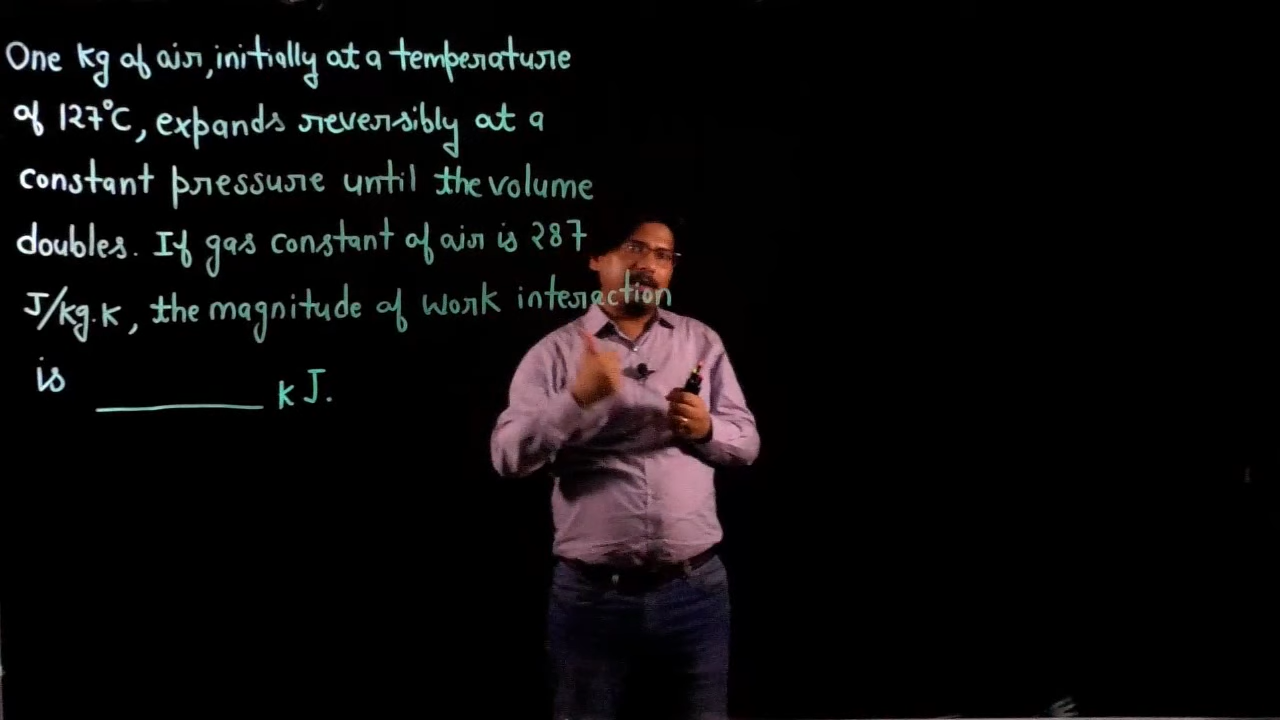 One kg of air, initially at a temperature
of 127°C, expands reversibly at a
constant pressure until the volume
doubles. If gas constant of air is 287
J/kg.K, the magnitude of work interaction
is ________ kJ.